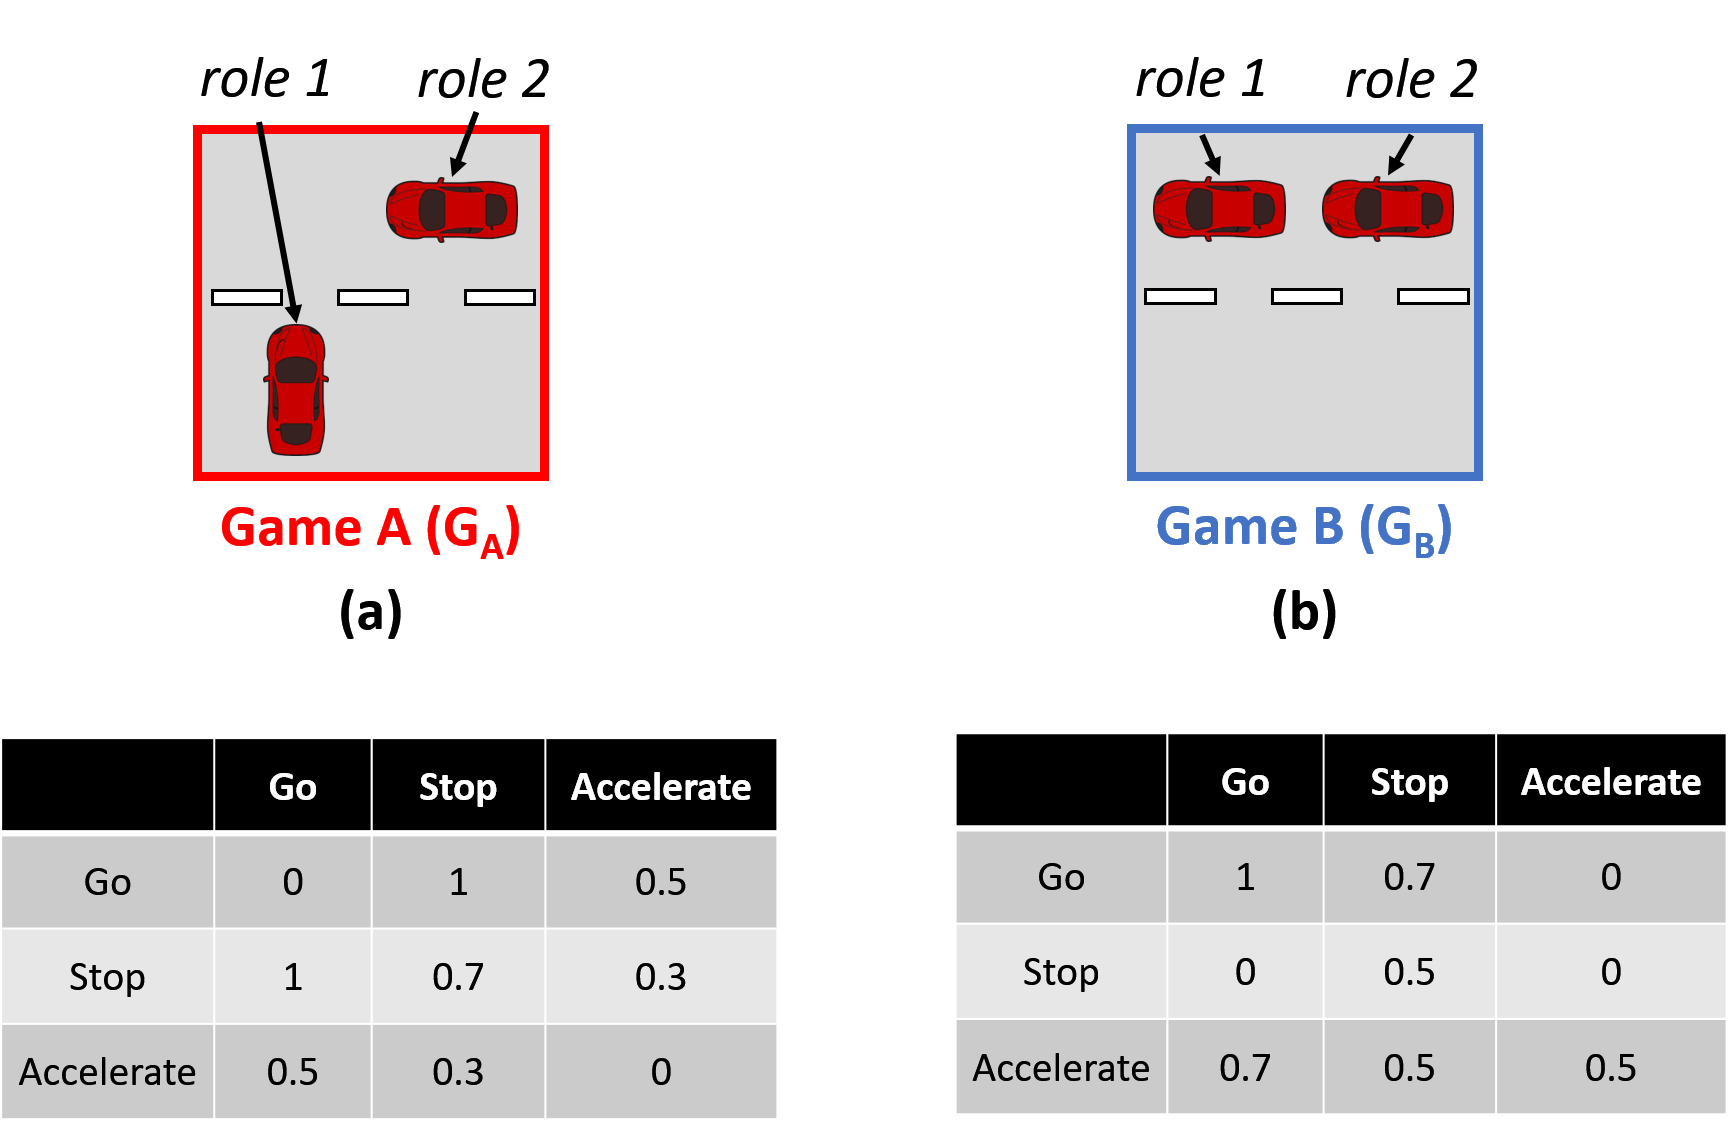 role 1 role 2 role 1 role 2
Game A (G_A) Game B (G_B)
(a) (b)
Go Stop Accelerate
Go 0 1 0.5
Stop 1 0.7 0.3
Accelerate 0.5 0.3 0
Go Stop Accelerate
Go 1 0.7 0
Stop 0 0.5 0
Accelerate 0.7 0.5 0.5